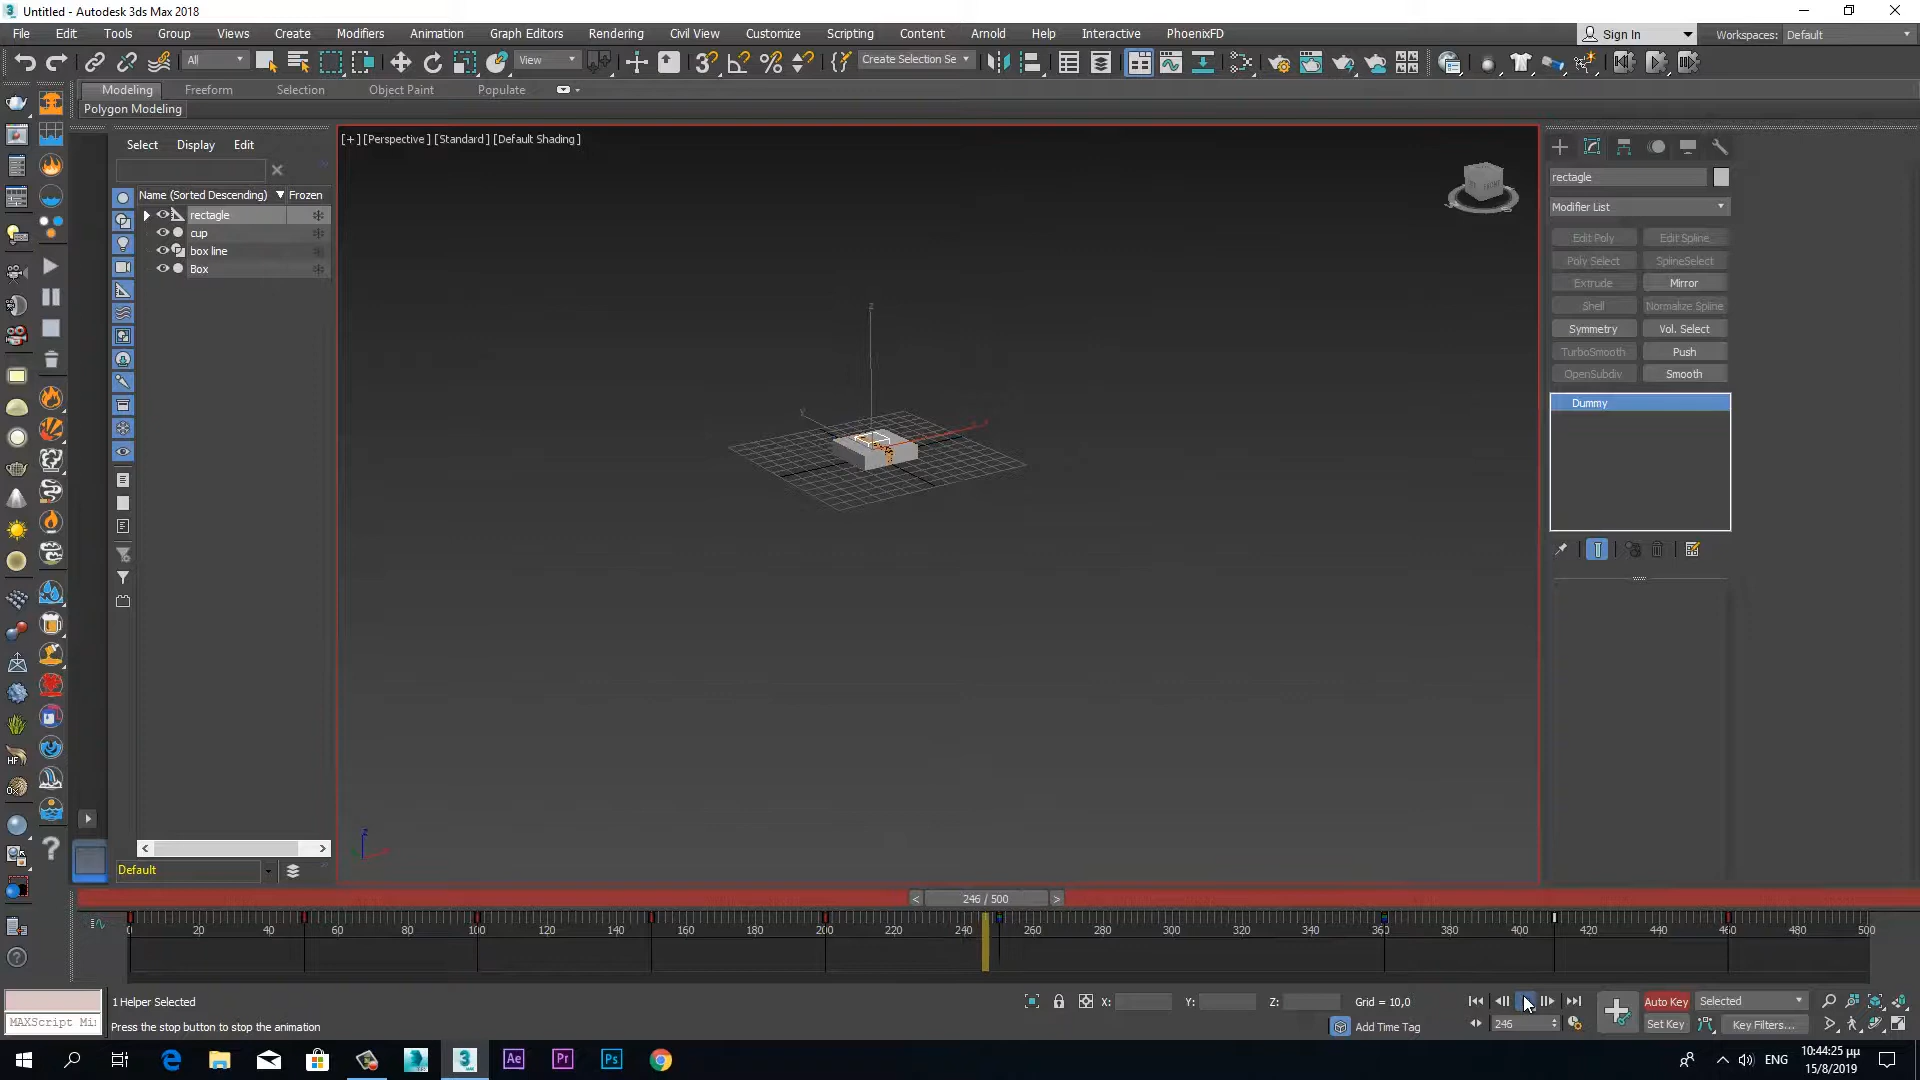 Untitled - Autodesk 3ds Max 2018
File Edit Tools Group Views Create Modifiers Animation Graph Editors Rendering Civil View Customize Scripting Content Arnold Help Interactive PhoenixFD
Sign In Workspaces: Default
All View Create Selection Se
Modeling Freeform Selection Object Paint Populate
Polygon Modeling
Select Display Edit
[+] [Perspective] [Standard] [Default Shading]
rectagle
Name (Sorted Descending) Frozen
Modifier List
rectagle
cup
box line
Box
Edit Poly Edit Spline
Poly Select SplineSelect
Extrude Mirror
Shell Normalize Spline
Symmetry Vol. Select
TurboSmooth Push
OpenSubdiv Smooth
Dummy
HF
Default
< 246 / 500 >
0 20 40 60 80 100 120 140 160 180 200 220 240 260 280 300 320 340 360 380 400 420 440 460 480 500
1 Helper Selected
X: Y: Z: Grid = 10,0
Auto Key Selected
MAXScript Mi
Press the stop button to stop the animation
Add Time Tag
246
Set Key Key Filters...
3 Ae Pr Ps
ENG
10:44:25 μμ
15/8/2019